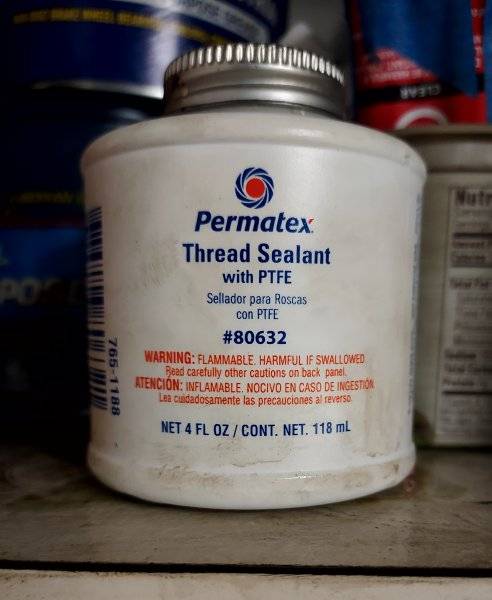 Permatex
Thread Sealant
with PTFE
Sellador para Roscas
con PTFE
#80632
WARNING: FLAMMABLE. HARMFUL IF SWALLOWED
Read carefully other cautions on back panel.
ATENCIÓN: INFLAMABLE. NOCIVO EN CASO DE INGESTIÓN.
Lea cuidadosamente las precauciones al reverso.
NET 4 FL OZ / CONT. NET. 118 mL
765-1188
CLEAR